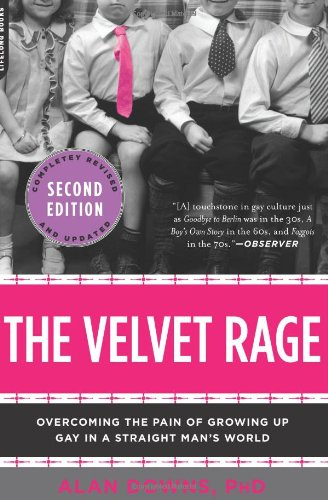 LIFELONG BOOKS
COMPLETELY REVISED
SECOND
EDITION
AND UPDATED
"[A] touchstone in gay culture just
as Goodbye to Berlin was in the 30s, A
Boy's Own Story in the 60s, and Faggots
in the 70s."—OBSERVER
THE VELVET RAGE
OVERCOMING THE PAIN OF GROWING UP
GAY IN A STRAIGHT MAN'S WORLD
ALAN DOWNS, PhD